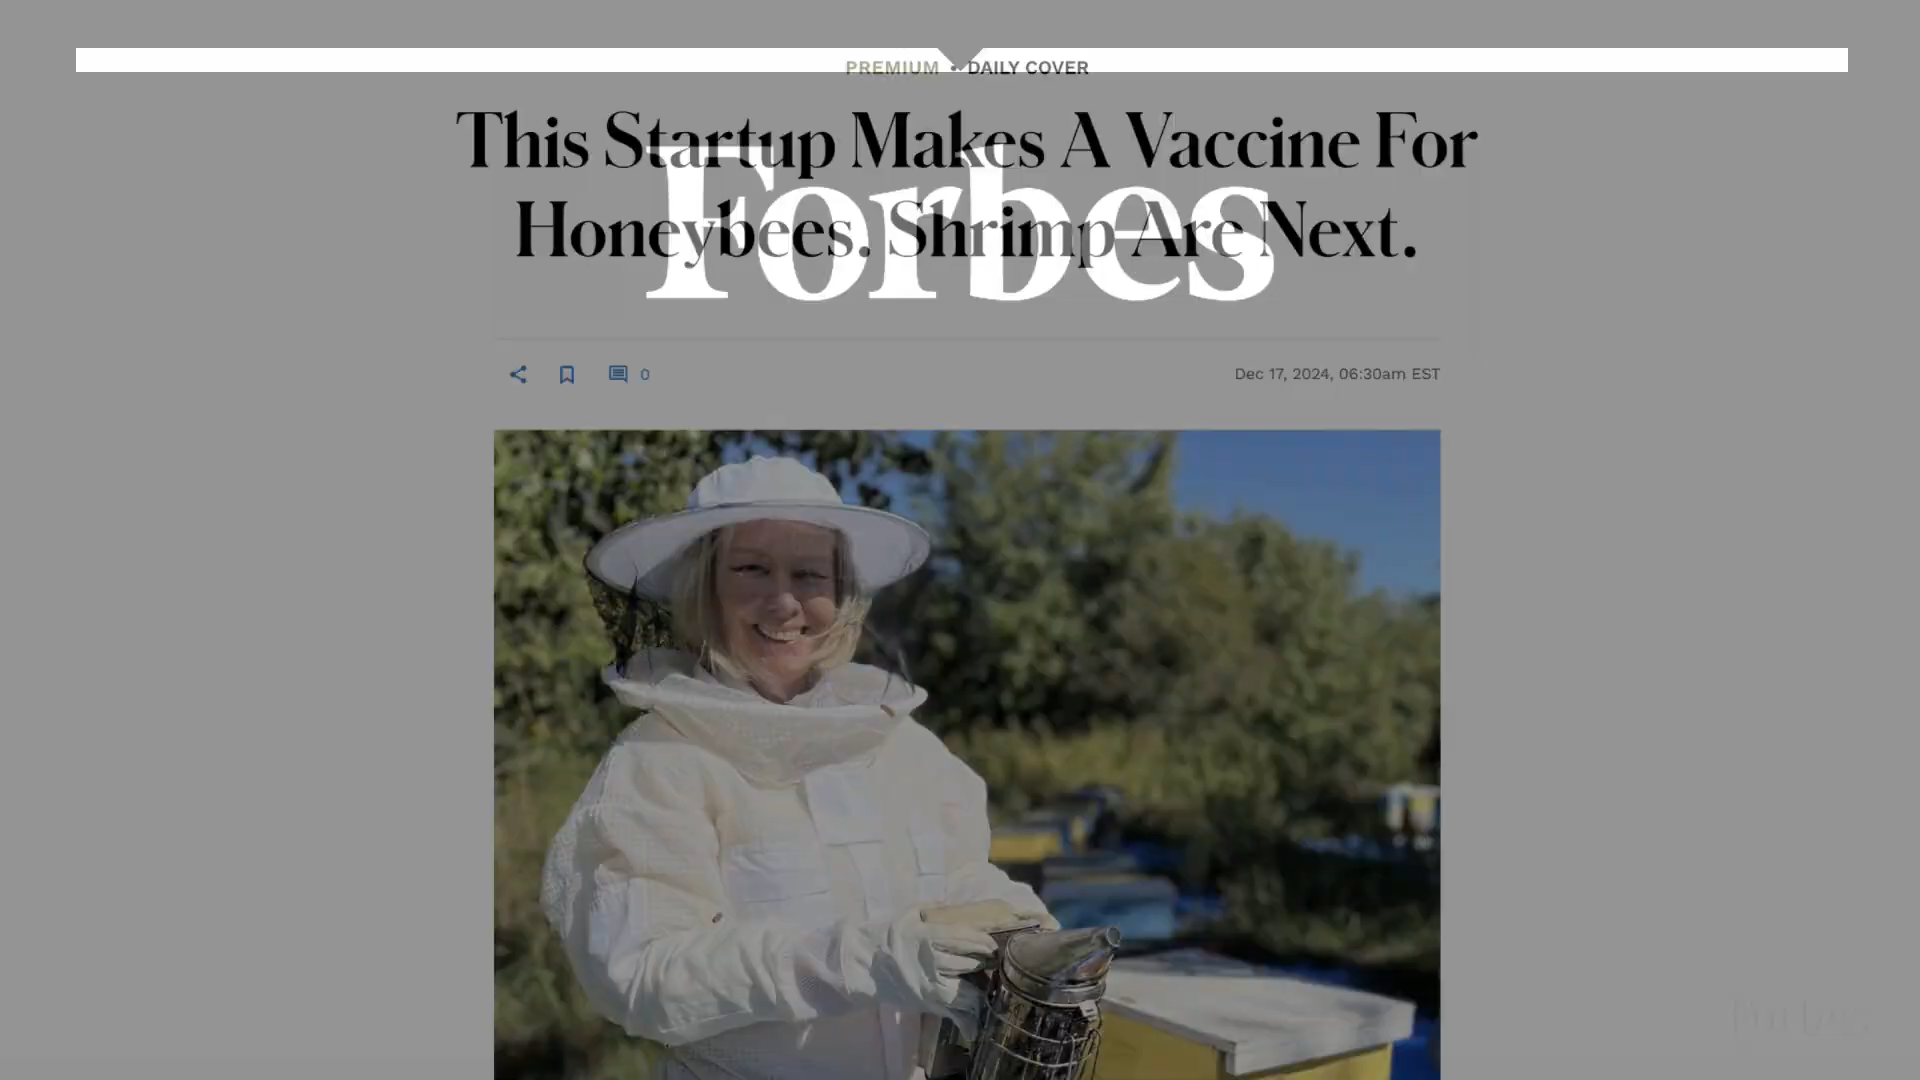 PREMIUM • DAILY COVER
This Startup Makes A Vaccine For
Honeybees. Shrimp Are Next.
Forbes
0
Dec 17, 2024, 06:30am EST